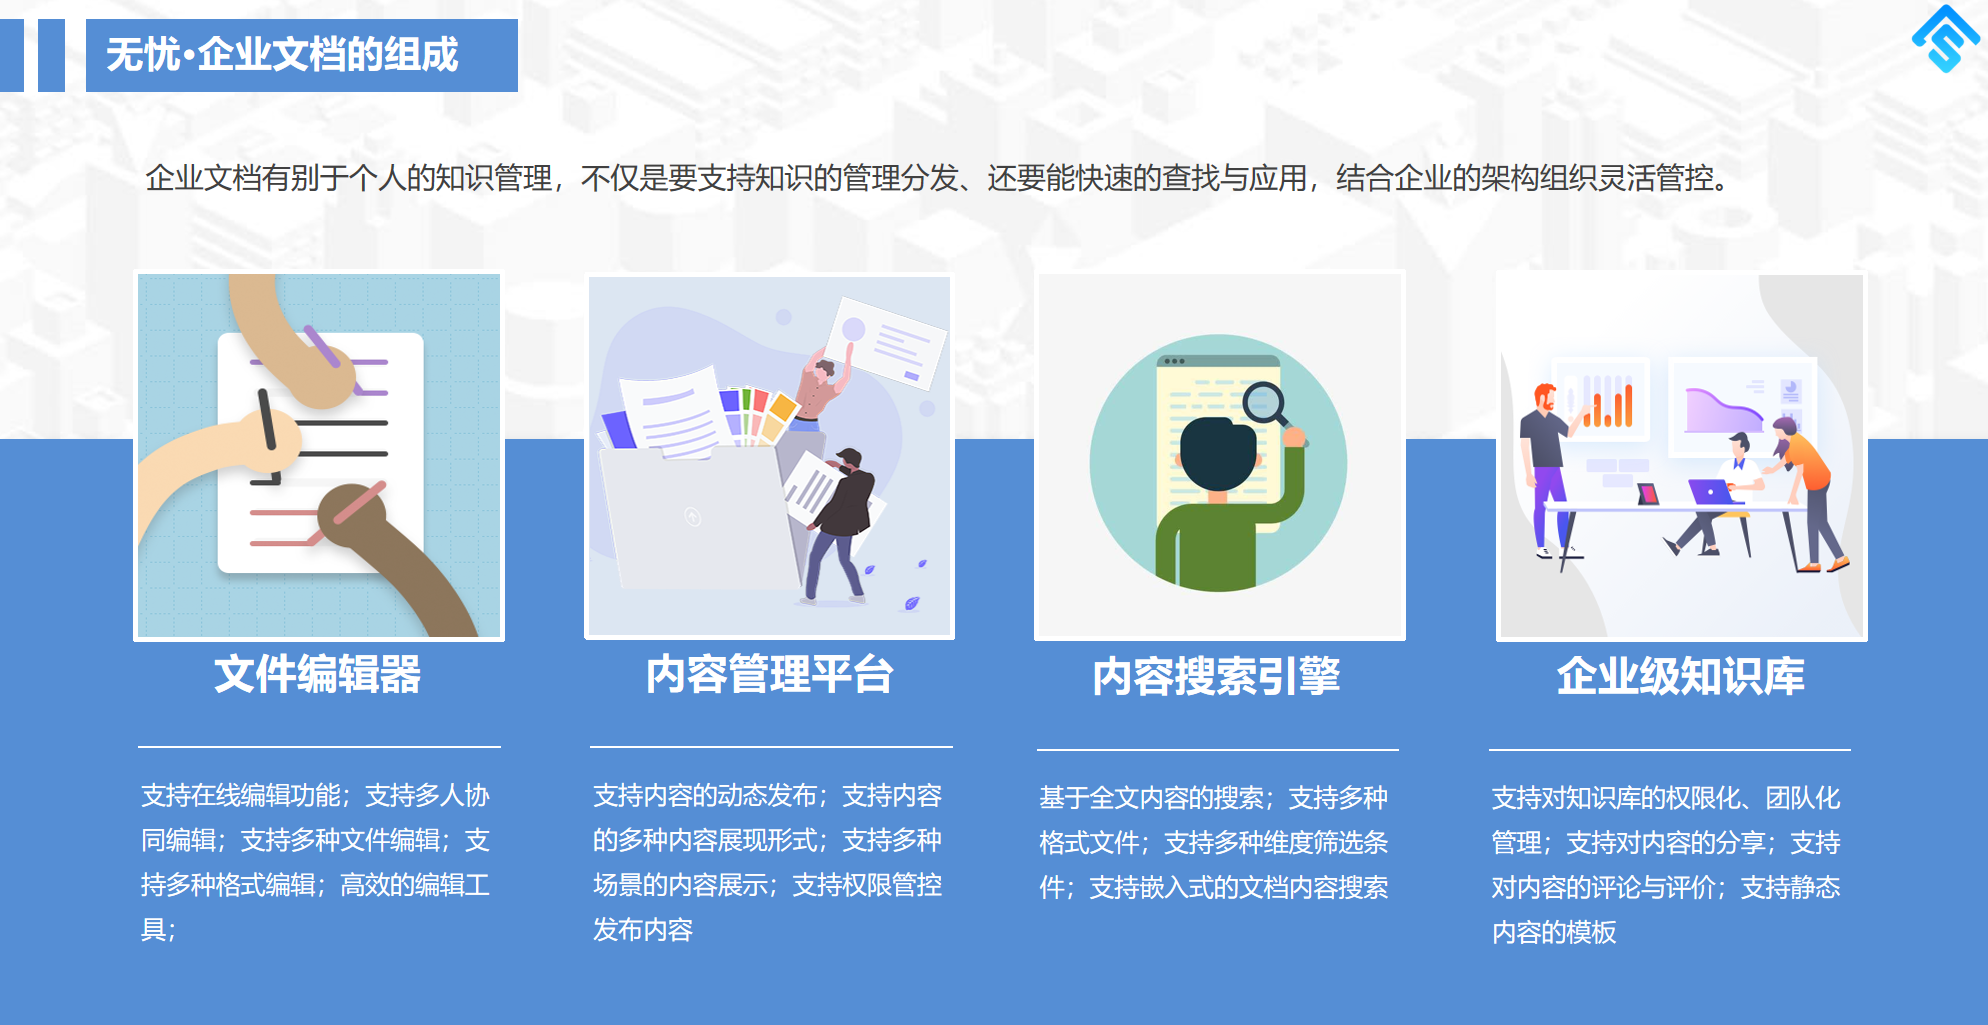 无忧·企业文档的组成
企业文档有别于个人的知识管理，不仅是要支持知识的管理分发、还要能快速的查找与应用，结合企业的架构组织灵活管控。
文件编辑器
支持在线编辑功能；支持多人协
同编辑；支持多种文件编辑；支
持多种格式编辑；高效的编辑工
具；
内容管理平台
支持内容的动态发布；支持内容
的多种内容展现形式；支持多种
场景的内容展示；支持权限管控
发布内容
内容搜索引擎
基于全文内容的搜索；支持多种
格式文件；支持多种维度筛选条
件；支持嵌入式的文档内容搜索
企业级知识库
支持对知识库的权限化、团队化
管理；支持对内容的分享；支持
对内容的评论与评价；支持静态
内容的模板